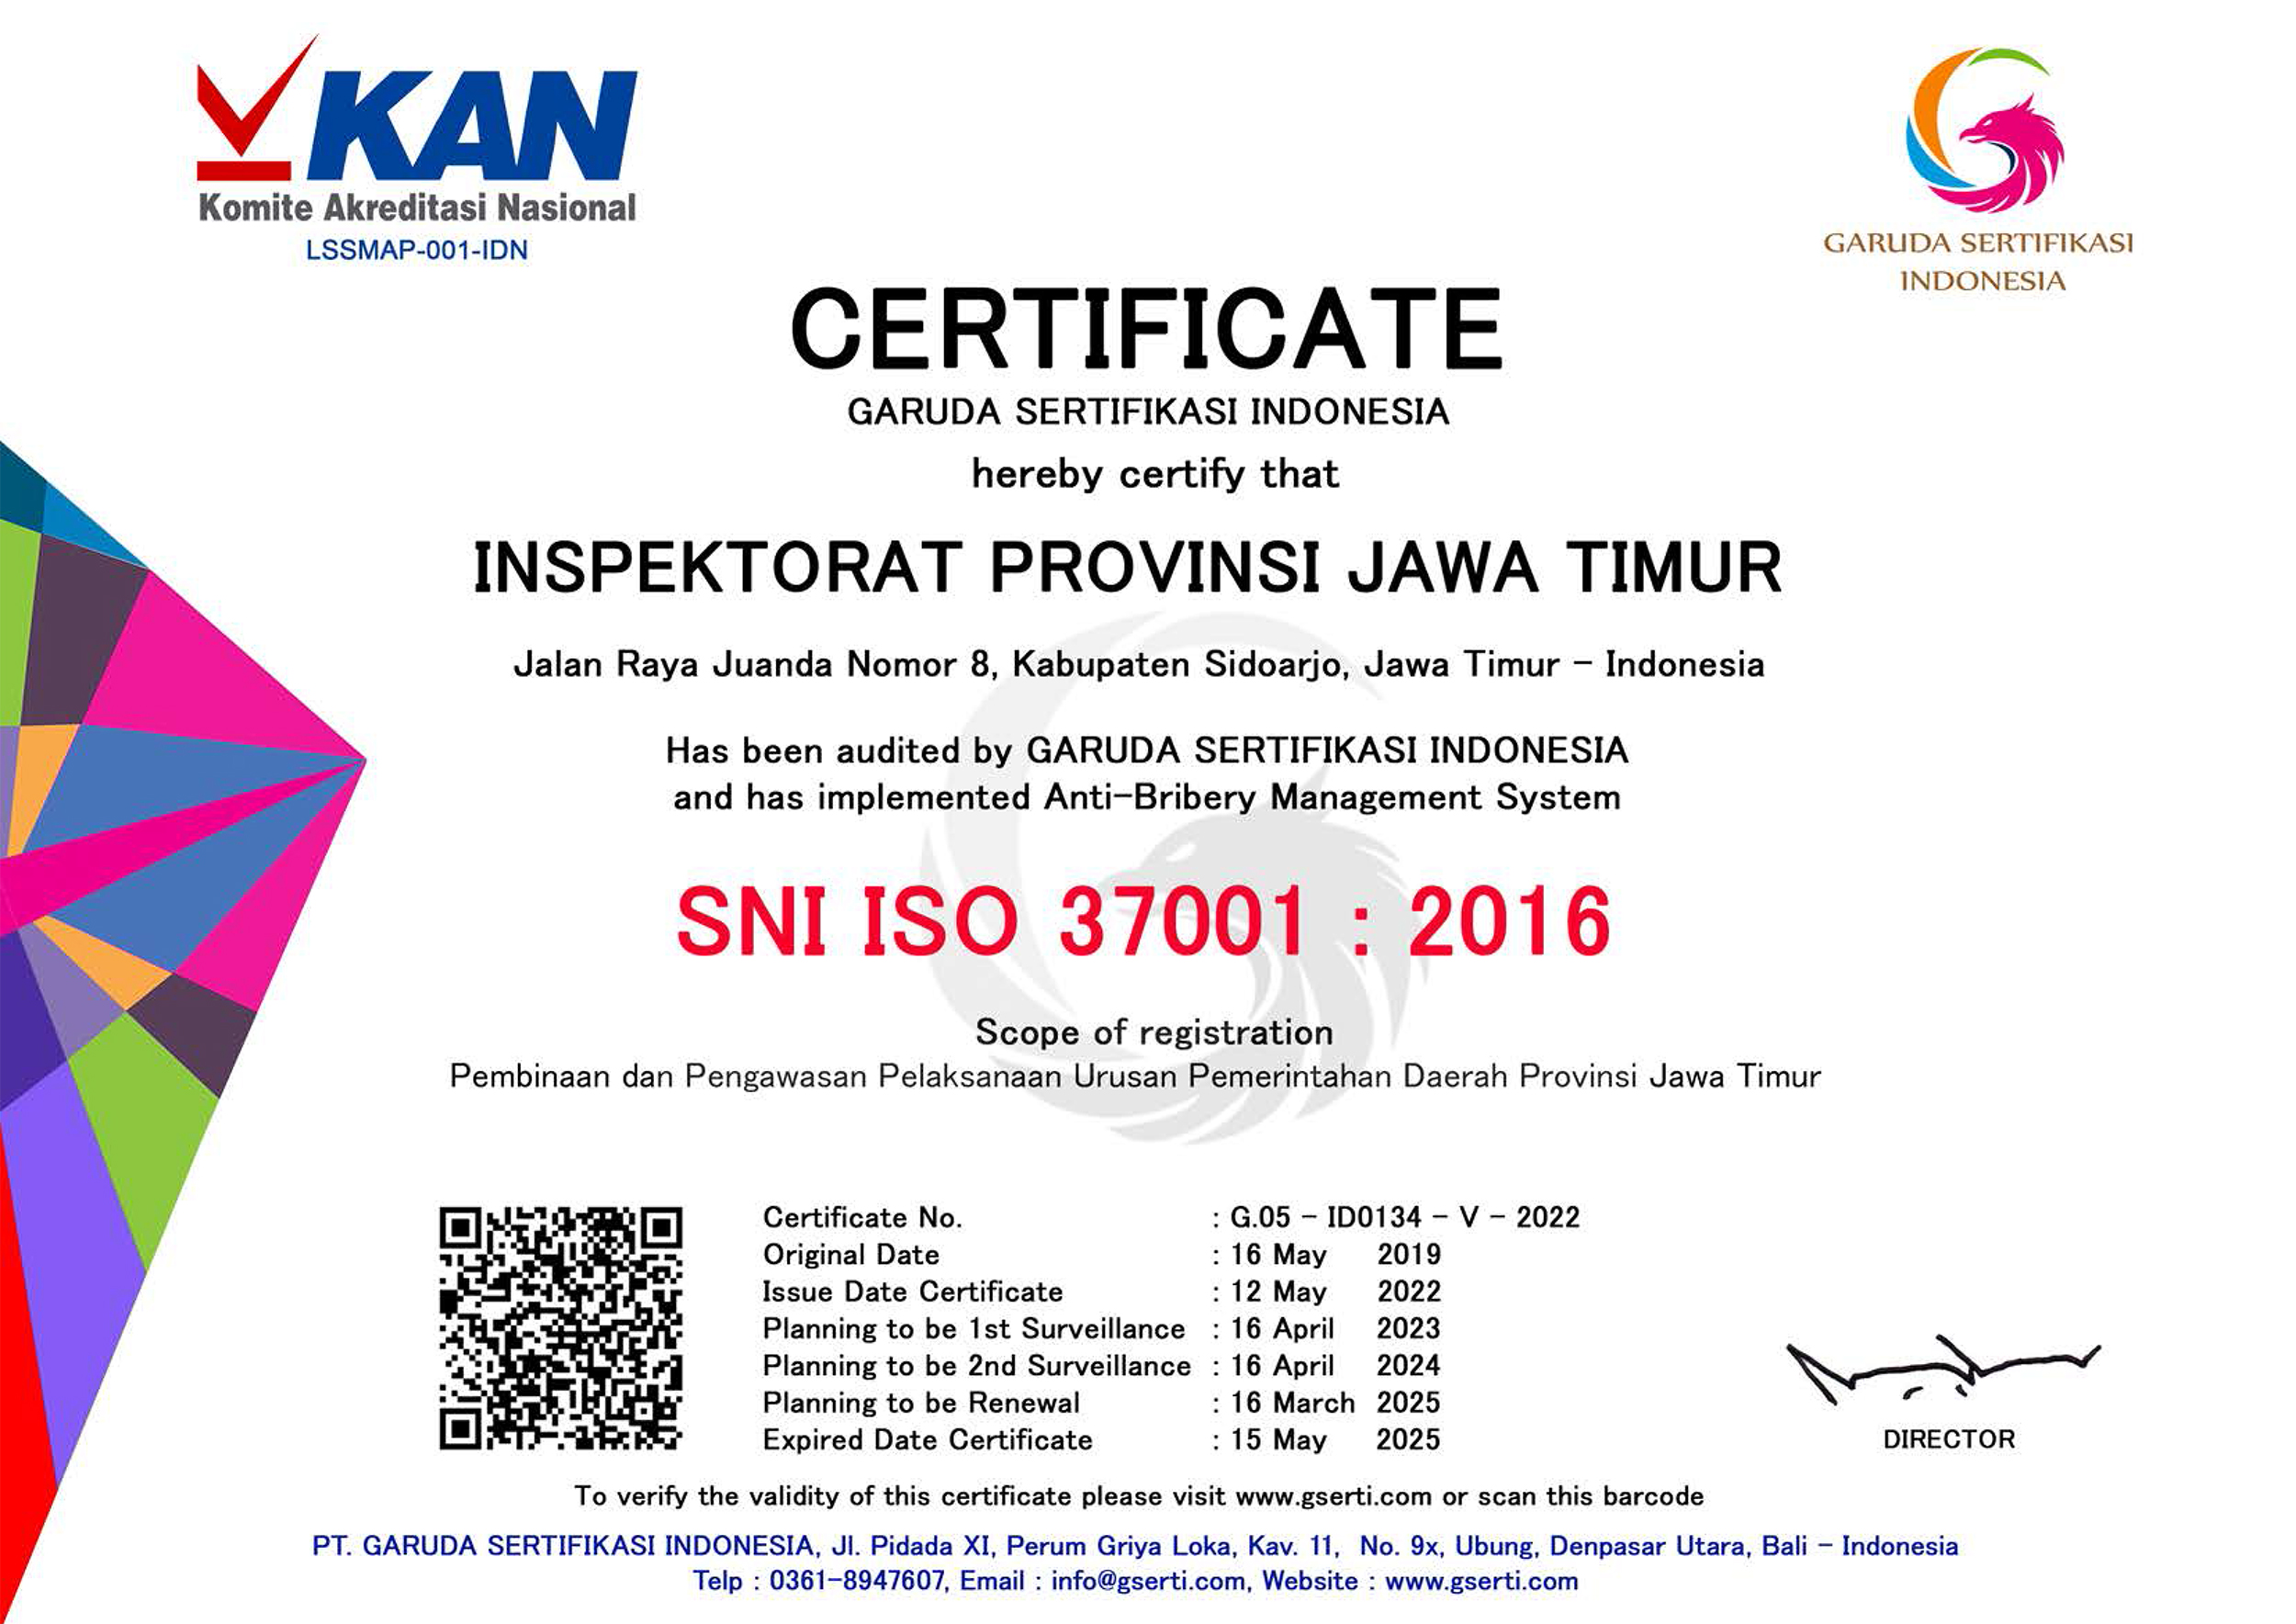 KAN
Komite Akreditasi Nasional
LSSMAP-001-IDN
GARUDA SERTIFIKASI
INDONESIA
CERTIFICATE
GARUDA SERTIFIKASI INDONESIA
hereby certify that
INSPEKTORAT PROVINSI JAWA TIMUR
Jalan Raya Juanda Nomor 8, Kabupaten Sidoarjo, Jawa Timur - Indonesia
Has been audited by GARUDA SERTIFIKASI INDONESIA
and has implemented Anti-Bribery Management System
SNI ISO 37001 : 2016
Scope of registration
Pembinaan dan Pengawasan Pelaksanaan Urusan Pemerintahan Daerah Provinsi Jawa Timur
Certificate No. : G.05 - ID0134 - V - 2022
Original Date : 16 May 2019
Issue Date Certificate : 12 May 2022
Planning to be 1st Surveillance : 16 April 2023
Planning to be 2nd Surveillance : 16 April 2024
Planning to be Renewal : 16 March 2025
Expired Date Certificate : 15 May 2025
DIRECTOR
To verify the validity of this certificate please visit www.gserti.com or scan this barcode
PT. GARUDA SERTIFIKASI INDONESIA, Jl. Pidada XI, Perum Griya Loka, Kav. 11, No. 9x, Ubung, Denpasar Utara, Bali - Indonesia
Telp : 0361-8947607, Email : info@gserti.com, Website : www.gserti.com